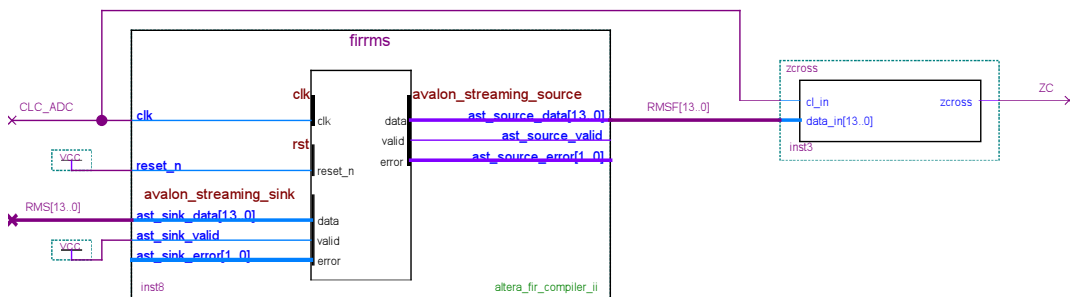 firrms
zcross
clk
avalon_streaming_source
CLC_ADC
clk
clk
data
ast_source_data[13..0]
RMSF[13..0]
cl_in
zcross
ZC
data_in[13..0]
rst
valid
ast_source_valid
inst3
VCC
reset_n
reset_n
error
ast_source_error[1..0]
avalon_streaming_sink
RMS[13..0]
ast_sink_data[13..0]
data
VCC
ast_sink_valid
valid
ast_sink_error[1..0]
error
inst8
altera_fir_compiler_ii